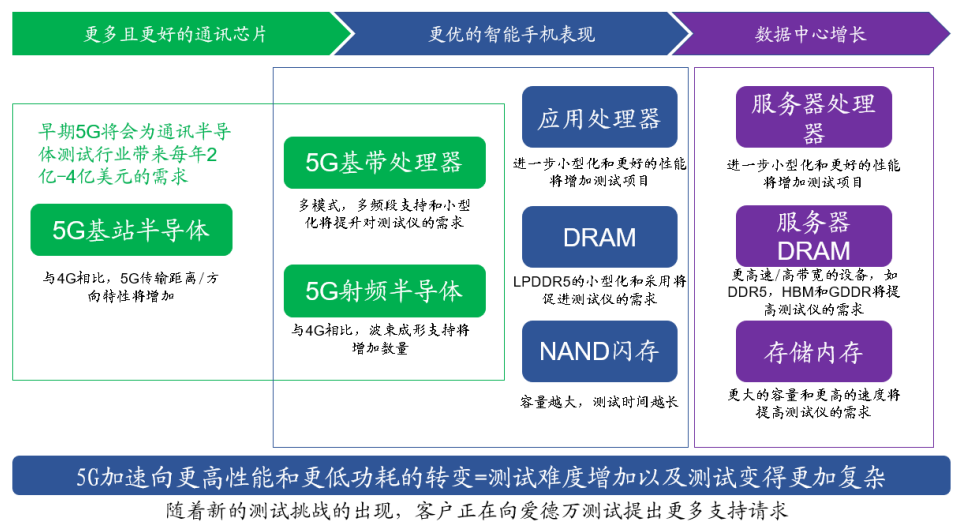 更多且更好的通讯芯片
更优的智能手机表现
数据中心增长
早期5G将会为通讯半导
体测试行业带来每年2
亿-4亿美元的需求
5G基站半导体
与4G相比，5G传输距离/方
向特性将增加
5G基带处理器
多模式，多频段支持和小型
化将提升对测试仪的需求
5G射频半导体
与4G相比，波束成形支持将
增加数量
应用处理器
进一步小型化和更好的性能
将增加测试项目
DRAM
LPDDR5的小型化和采用将
促进测试仪的需求
NAND闪存
容量越大，测试时间越长
服务器处理
器
进一步小型化和更好的性能
将增加测试项目
服务器
DRAM
更高速/高带宽的设备，如
DDR5，HBM和GDDR将提
高测试仪的需求
存储内存
更大的容量和更高的速度将
提高测试仪的需求
5G加速向更高性能和更低功耗的转变=测试难度增加以及测试变得更加复杂
随着新的测试挑战的出现，客户正在向爱德万测试提出更多支持请求